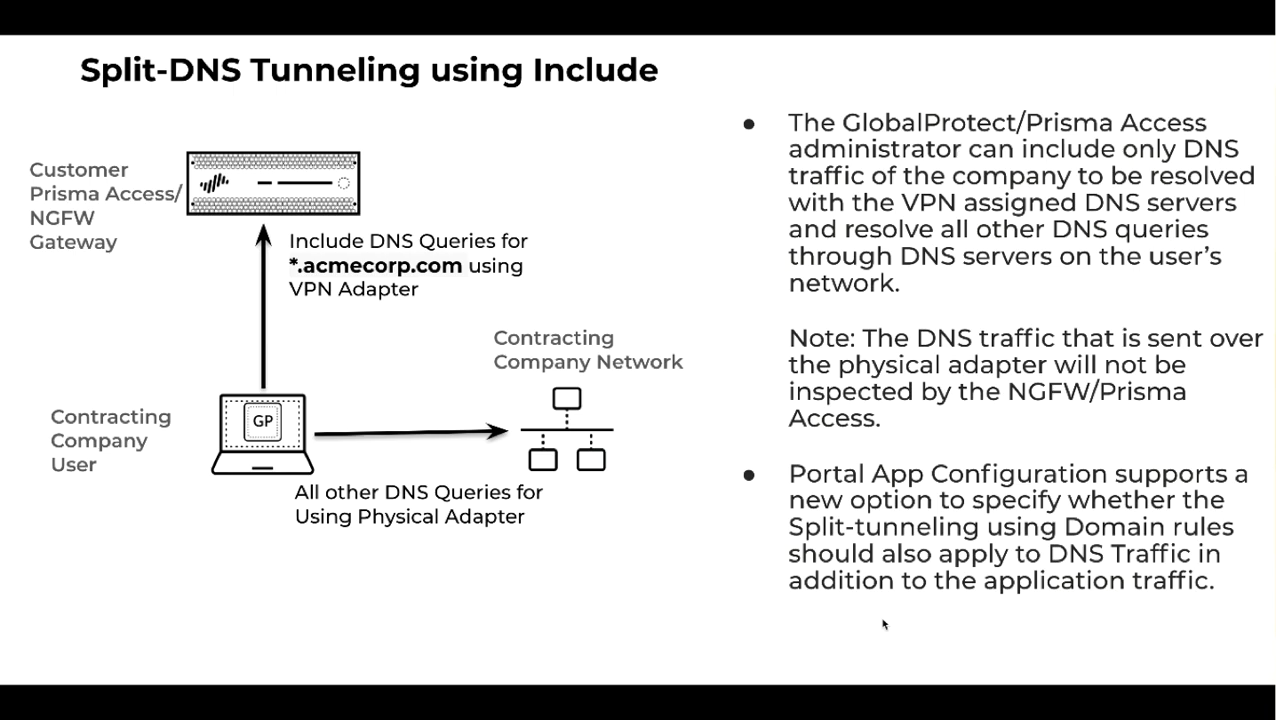 Split-DNS Tunneling using Include
Customer
Prisma Access/
NGFW
Gateway
Include DNS Queries for
*.acmecorp.com using
VPN Adapter
Contracting
Company Network
Contracting
Company
User
GP
All other DNS Queries for
Using Physical Adapter
● The GlobalProtect/Prisma Access
administrator can include only DNS
traffic of the company to be resolved
with the VPN assigned DNS servers
and resolve all other DNS queries
through DNS servers on the user’s
network.
Note: The DNS traffic that is sent over
the physical adapter will not be
inspected by the NGFW/Prisma
Access.
● Portal App Configuration supports a
new option to specify whether the
Split-tunneling using Domain rules
should also apply to DNS Traffic in
addition to the application traffic.